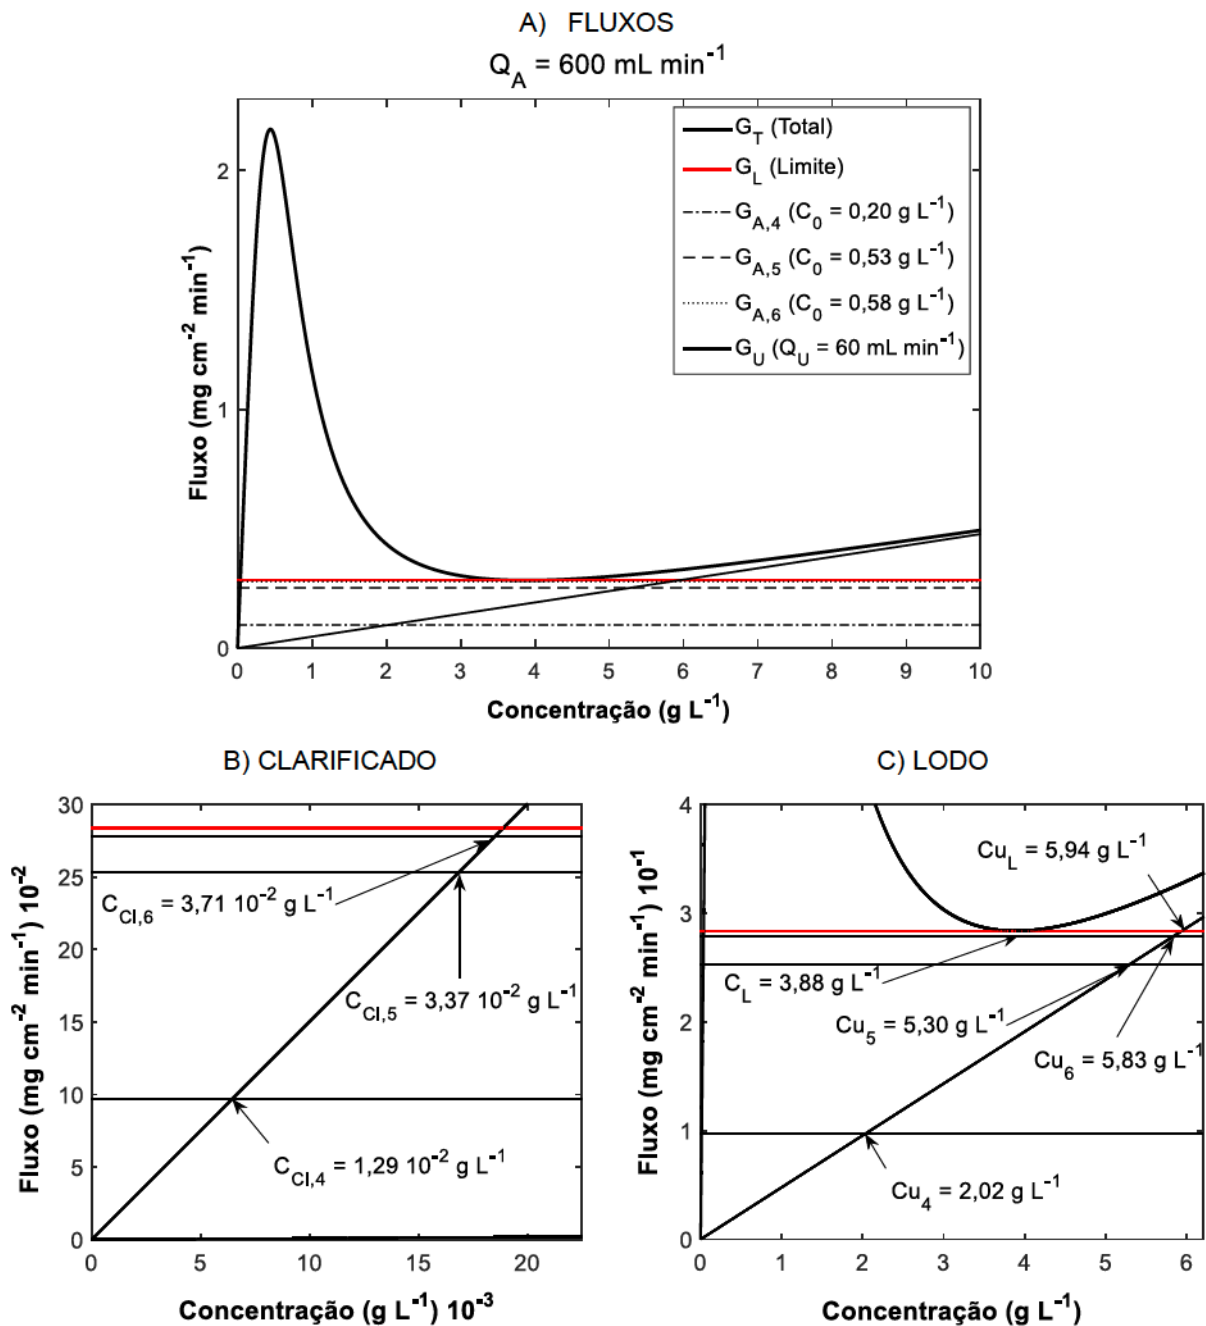 A) FLUXOS
Q_A = 600 mL min^-1
G_T (Total)
G_L (Limite)
G_A,4 (C_0 = 0,20 g L^-1)
G_A,5 (C_0 = 0,53 g L^-1)
G_A,6 (C_0 = 0,58 g L^-1)
G_U (Q_U = 60 mL min^-1)
Fluxo (mg cm^-2 min^-1)
2
1
0
0 1 2 3 4 5 6 7 8 9 10
Concentração (g L^-1)
B) CLARIFICADO
Fluxo (mg cm^-2 min^-1) 10^-2
30
25
20
15
10
5
0
C_Cl,6 = 3,71 10^-2 g L^-1
C_Cl,5 = 3,37 10^-2 g L^-1
C_Cl,4 = 1,29 10^-2 g L^-1
0 5 10 15 20
Concentração (g L^-1) 10^-3
C) LODO
Fluxo (mg cm^-2 min^-1) 10^-1
4
3
2
1
0
Cu_L = 5,94 g L^-1
C_L = 3,88 g L^-1
Cu_5 = 5,30 g L^-1
Cu_6 = 5,83 g L^-1
Cu_4 = 2,02 g L^-1
0 1 2 3 4 5 6
Concentração (g L^-1)